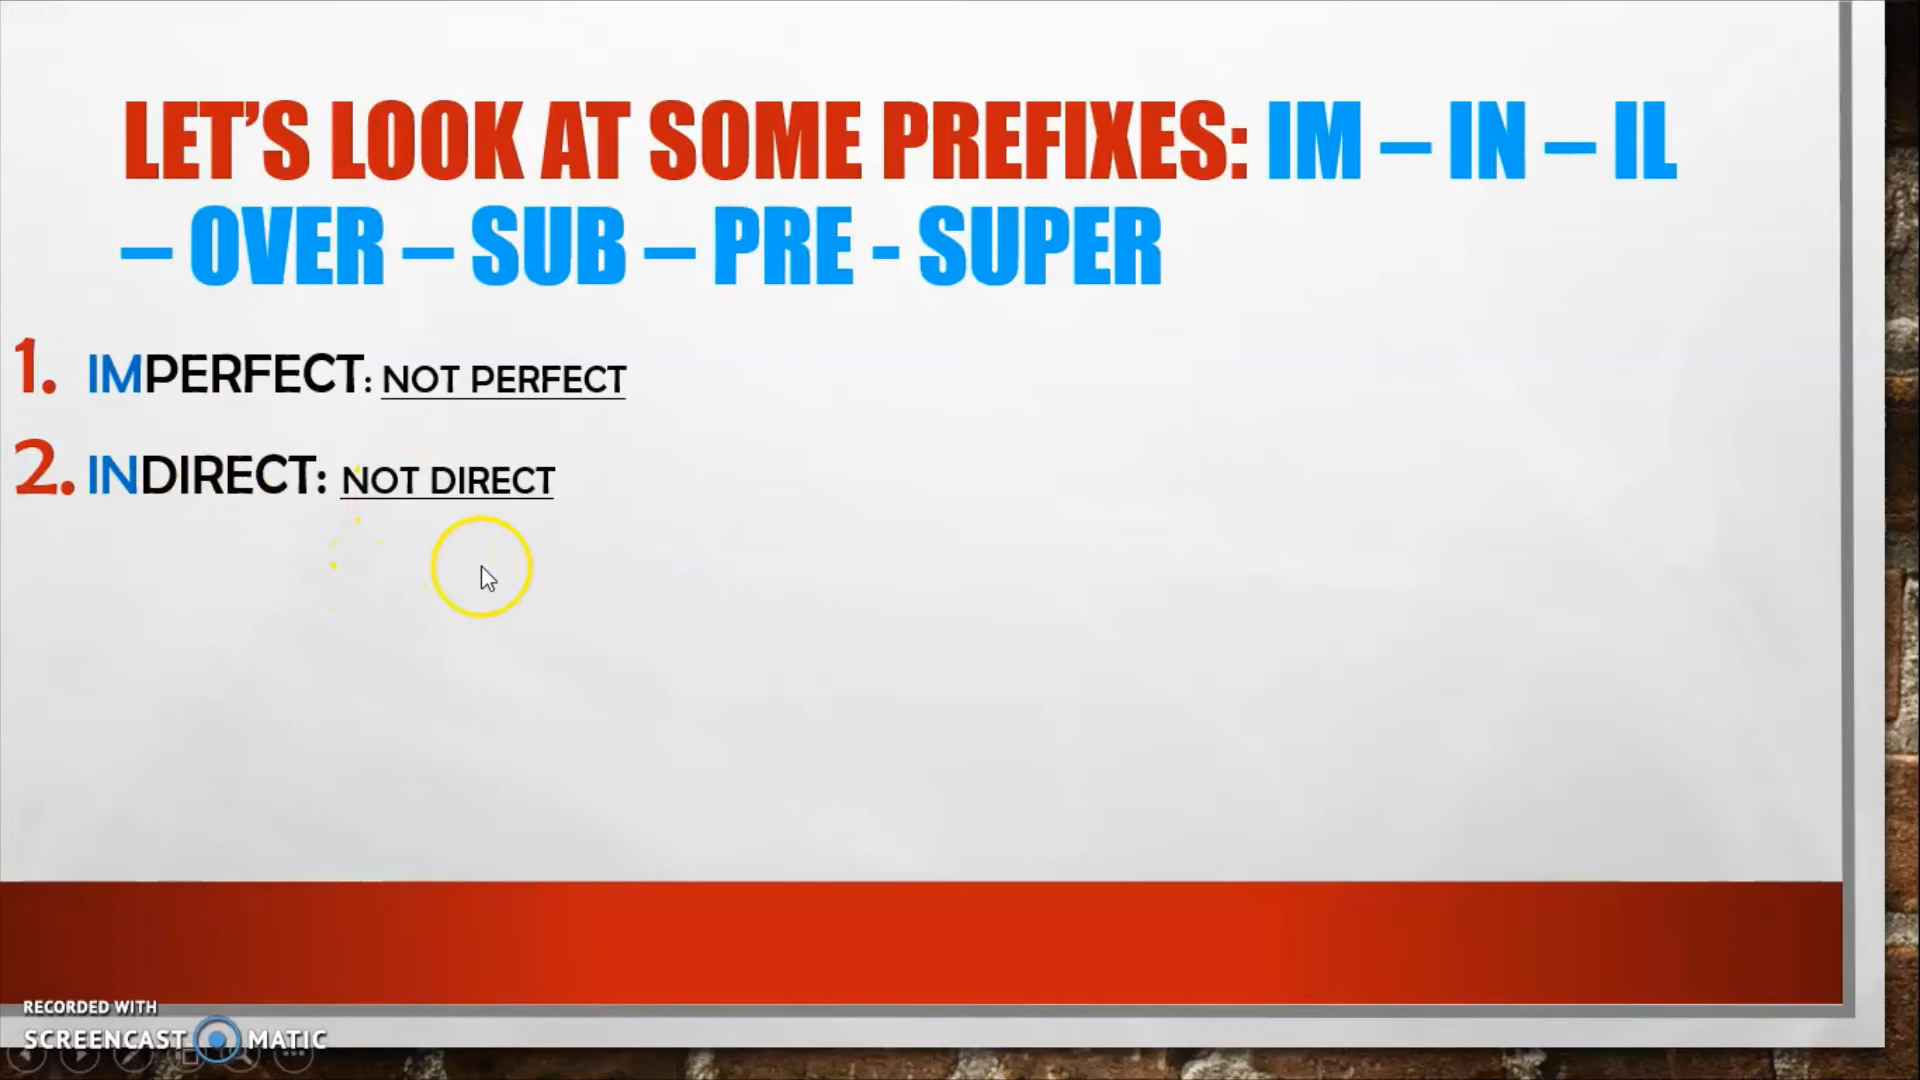 LET’S LOOK AT SOME PREFIXES: IM – IN – IL
– OVER – SUB – PRE - SUPER
1. IMPERFECT: NOT PERFECT
2. INDIRECT: NOT DIRECT
RECORDED WITH
SCREENCAST MATIC